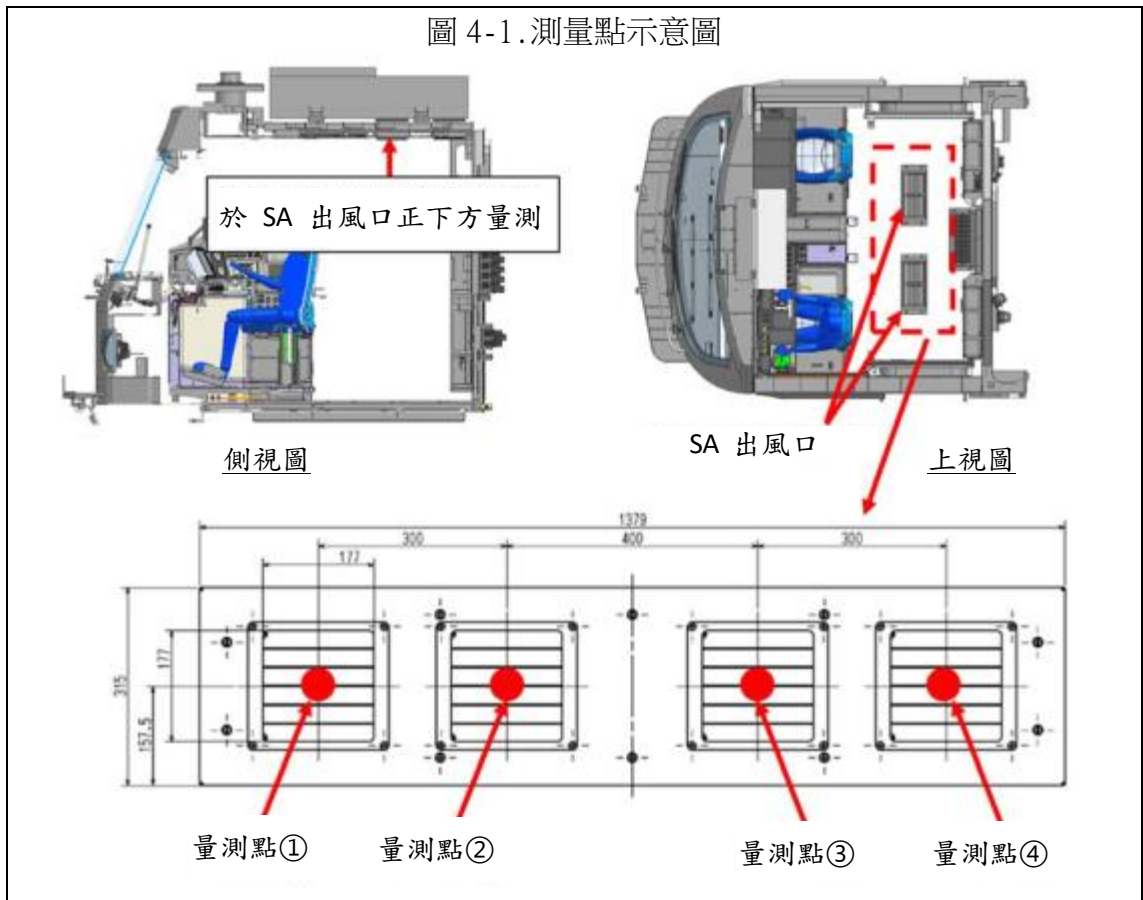 圖 4-1.測量點示意圖
於 SA 出風口正下方量測
側視圖
SA 出風口
上視圖
1379
300
400
300
177
177
315
157.5
量測點①
量測點②
量測點③
量測點④